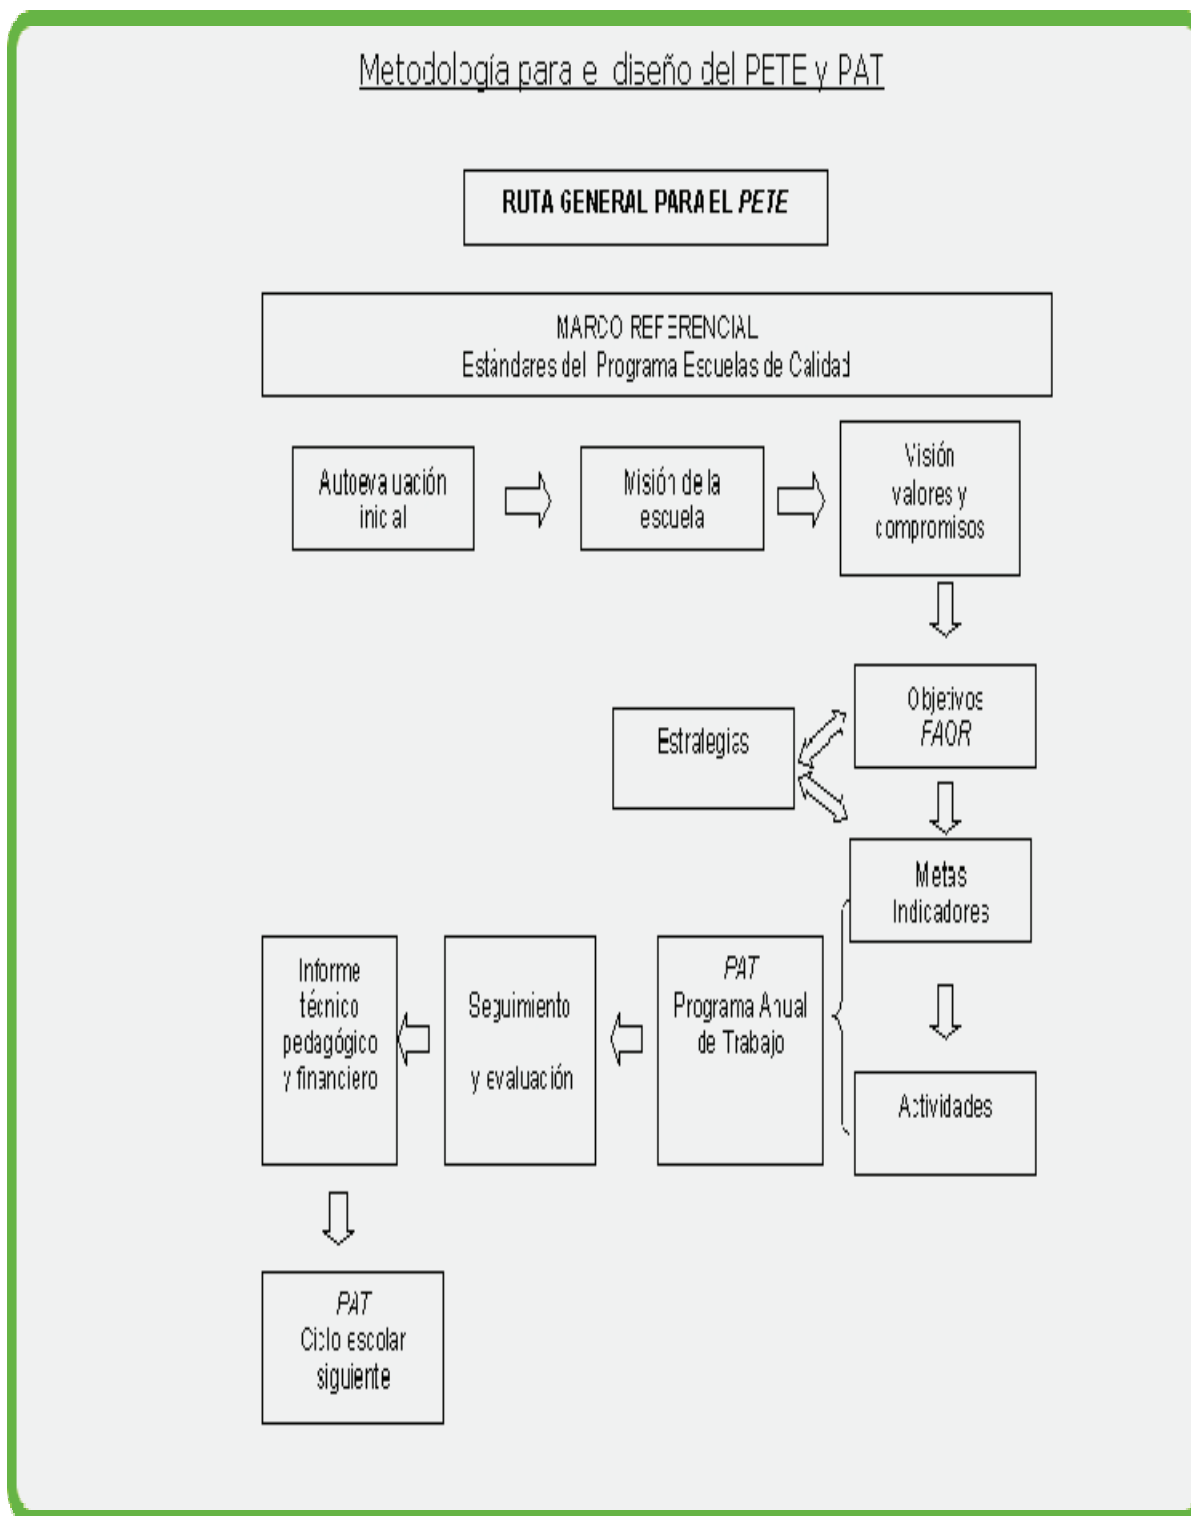 Metodología para el diseño del PETE y PAT
RUTA GENERAL PARA EL PETE
MARCO REFERENCIAL
Estándares del Programa Escuelas de Calidad
Autoevaluación
inicial
Misión de la
escuela
Visión
valores y
compromisos
Objetivos
FAOR
Estrategias
Metas
Indicadores
Informe
técnico
pedagógico
y financiero
Seguimiento
y evaluación
PAT
Programa Anual
de Trabajo
Actividades
PAT
Ciclo escolar
siguiente